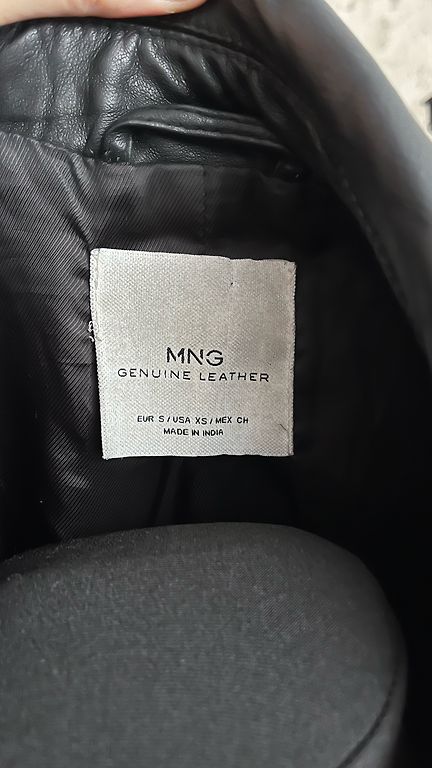 MNG
GENUINE LEATHER
EUR S / USA XS / MEX CH
MADE IN INDIA